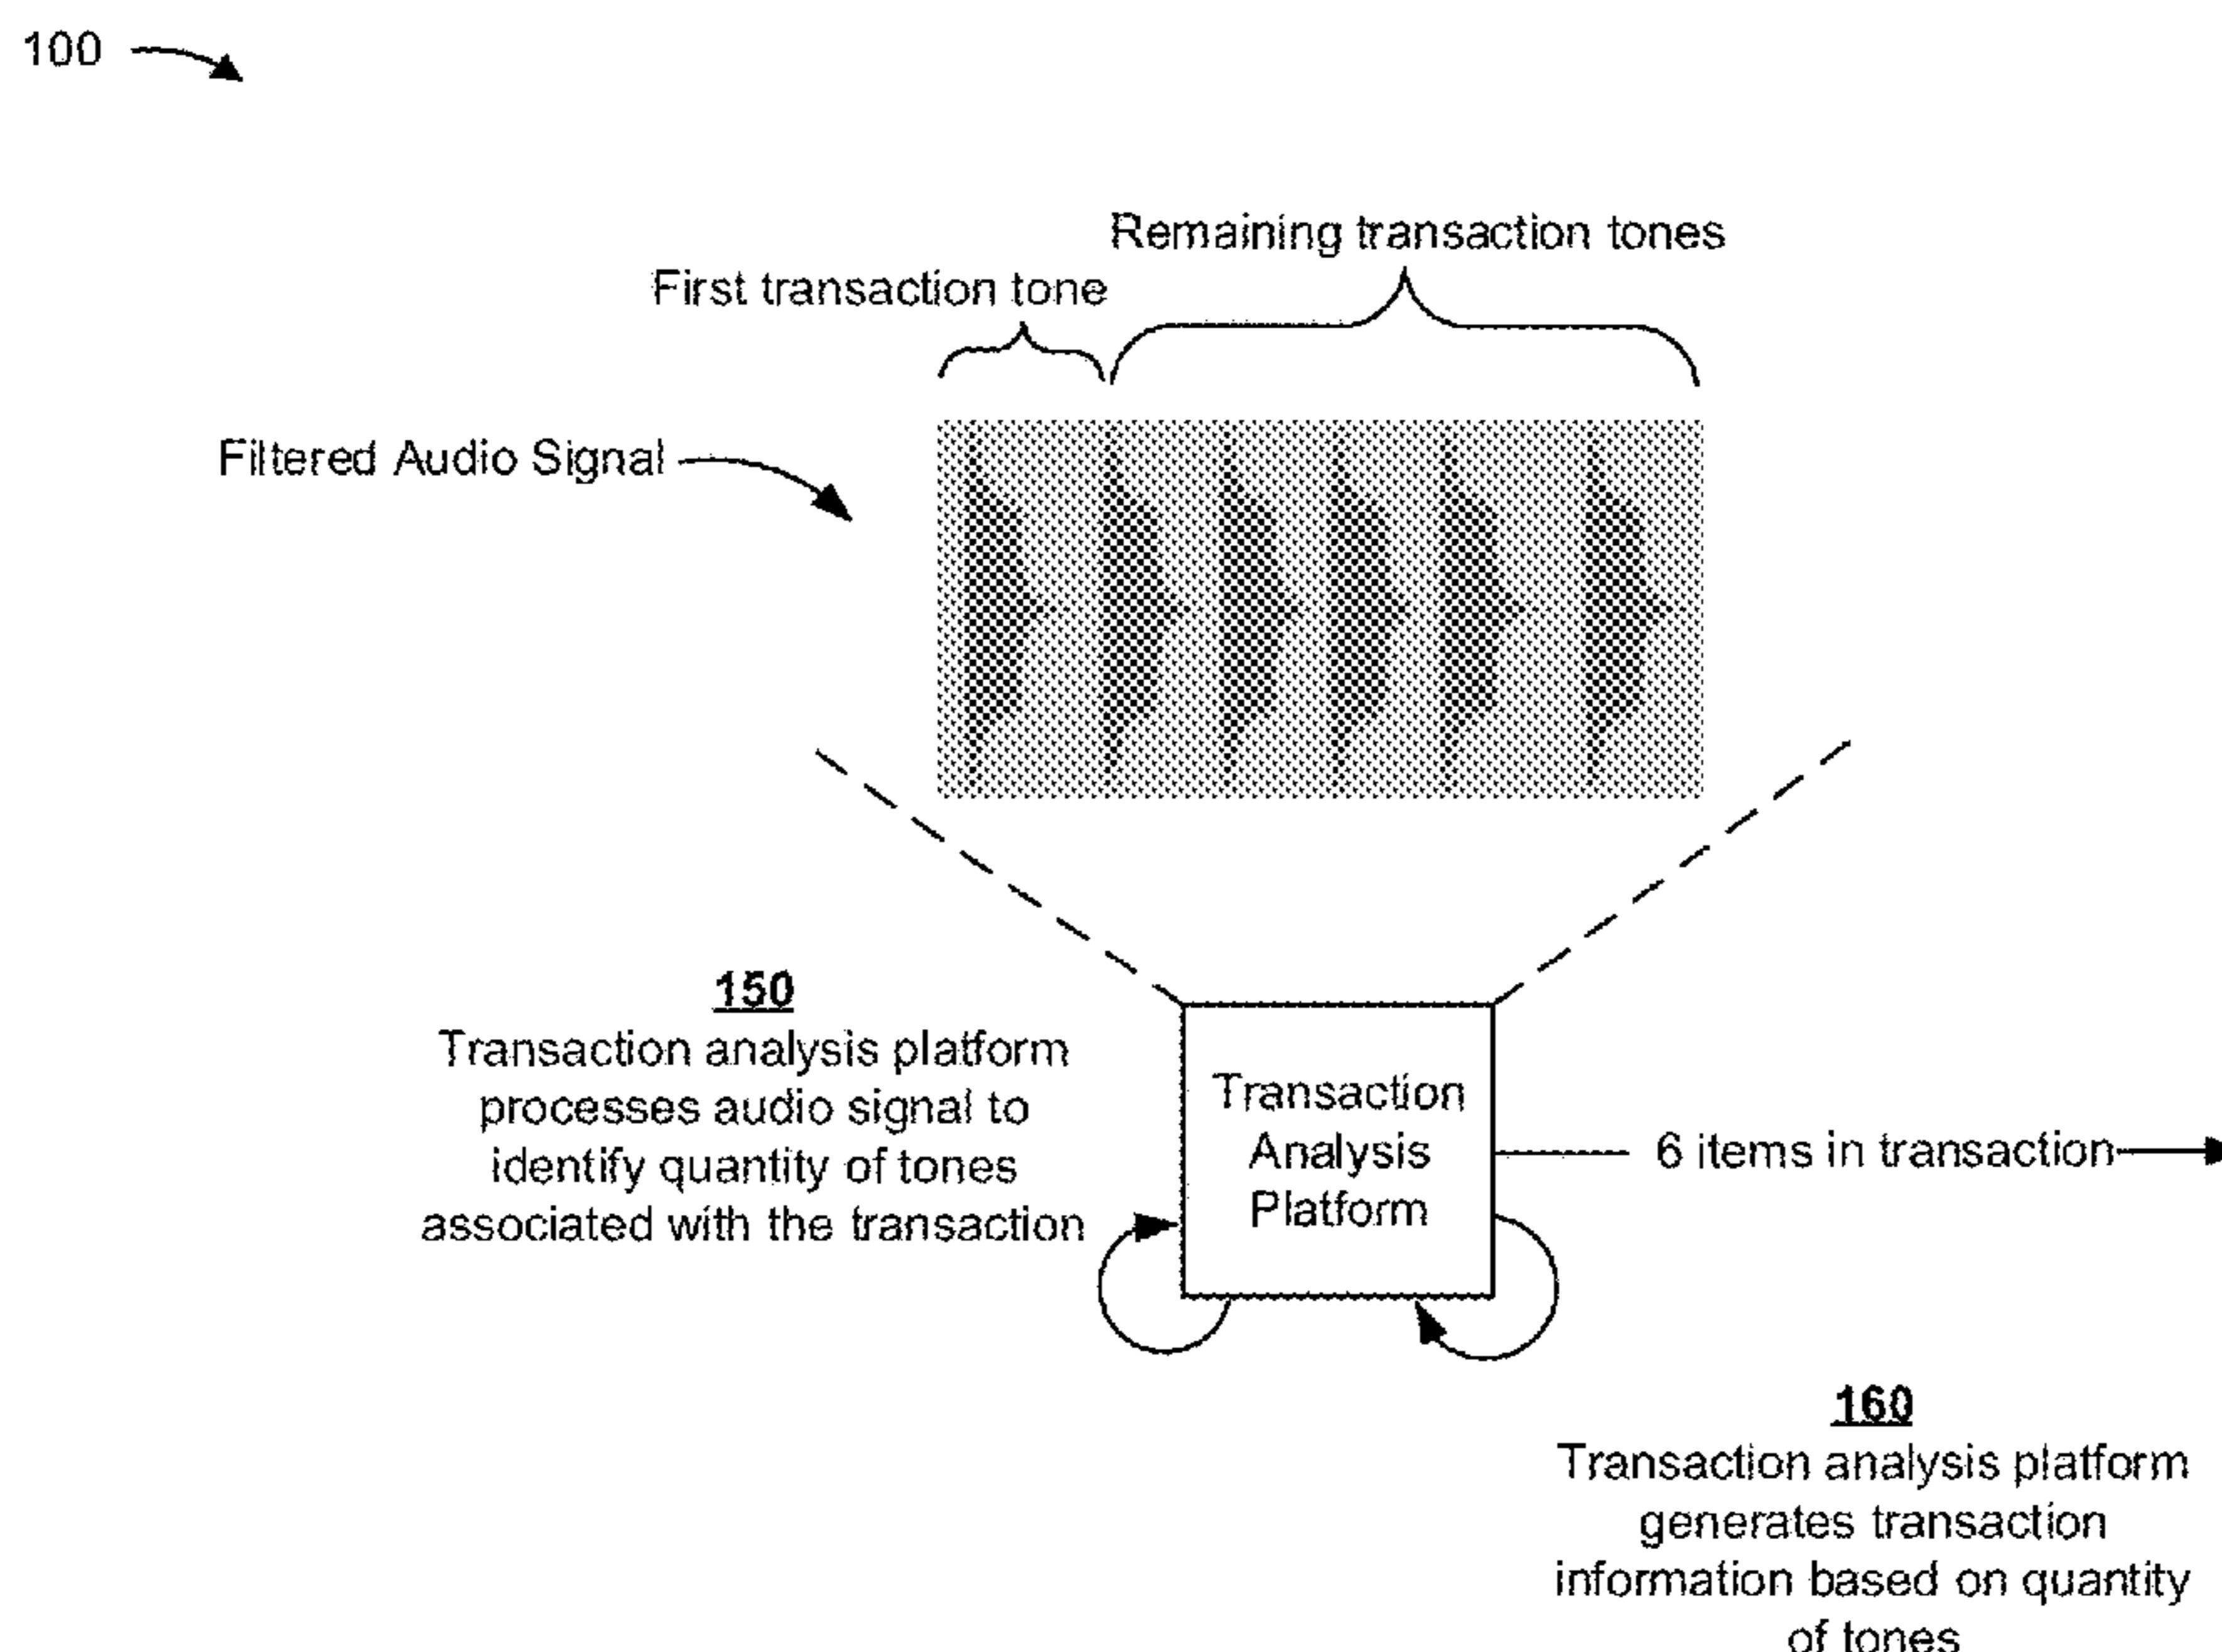 100
Remaining transaction tones
First transaction tone
Filtered Audio Signal
150
Transaction analysis platform
processes audio signal to
identify quantity of tones
associated with the transaction
Transaction
Analysis
Platform
6 items in transaction
160
Transaction analysis platform
generates transaction
information based on quantity
of tones